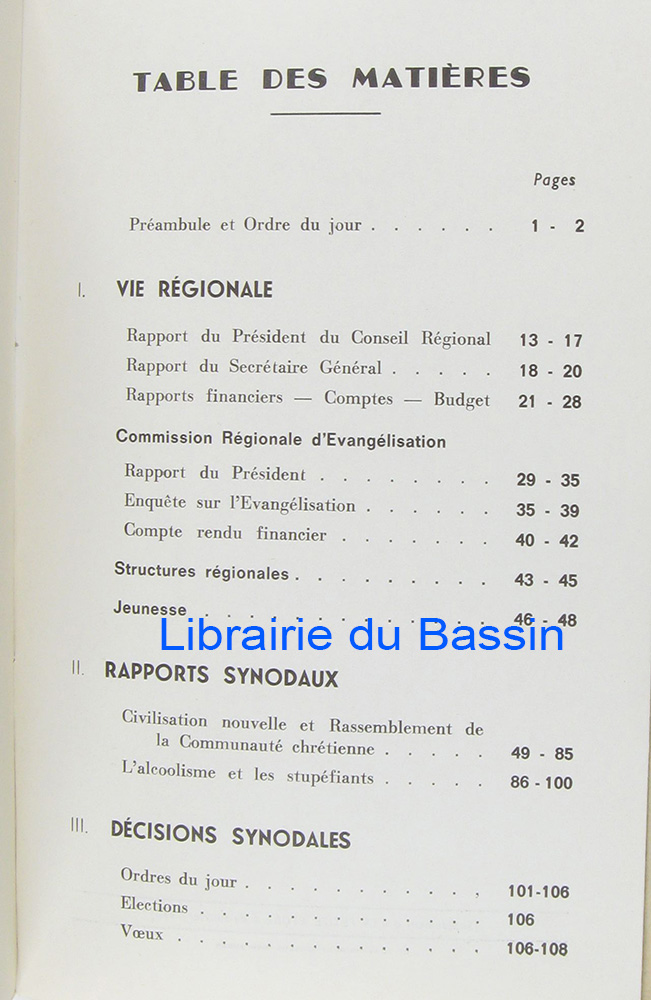 TABLE DES MATIÈRES
Pages
Préambule et Ordre du jour . . . . . . 1 - 2
I. VIE RÉGIONALE
Rapport du Président du Conseil Régional 13 - 17
Rapport du Secrétaire Général . . . . . 18 - 20
Rapports financiers — Comptes — Budget 21 - 28
Commission Régionale d'Evangélisation
Rapport du Président . . . . . . . . 29 - 35
Enquête sur l'Evangélisation . . . . . . 35 - 39
Compte rendu financier . . . . . . . 40 - 42
Structures régionales . . . . . . . . . 43 - 45
Jeunesse . . . . . . . . . . . . . 46 - 48
Librairie du Bassin
II. RAPPORTS SYNODAUX
Civilisation nouvelle et Rassemblement de
la Communauté chrétienne . . . . . 49 - 85
L'alcoolisme et les stupéfiants . . . . . 86 - 100
III. DÉCISIONS SYNODALES
Ordres du jour . . . . . . . . . . . 101-106
Elections . . . . . . . . . . . . . 106
Vœux . . . . . . . . . . . . . . 106-108